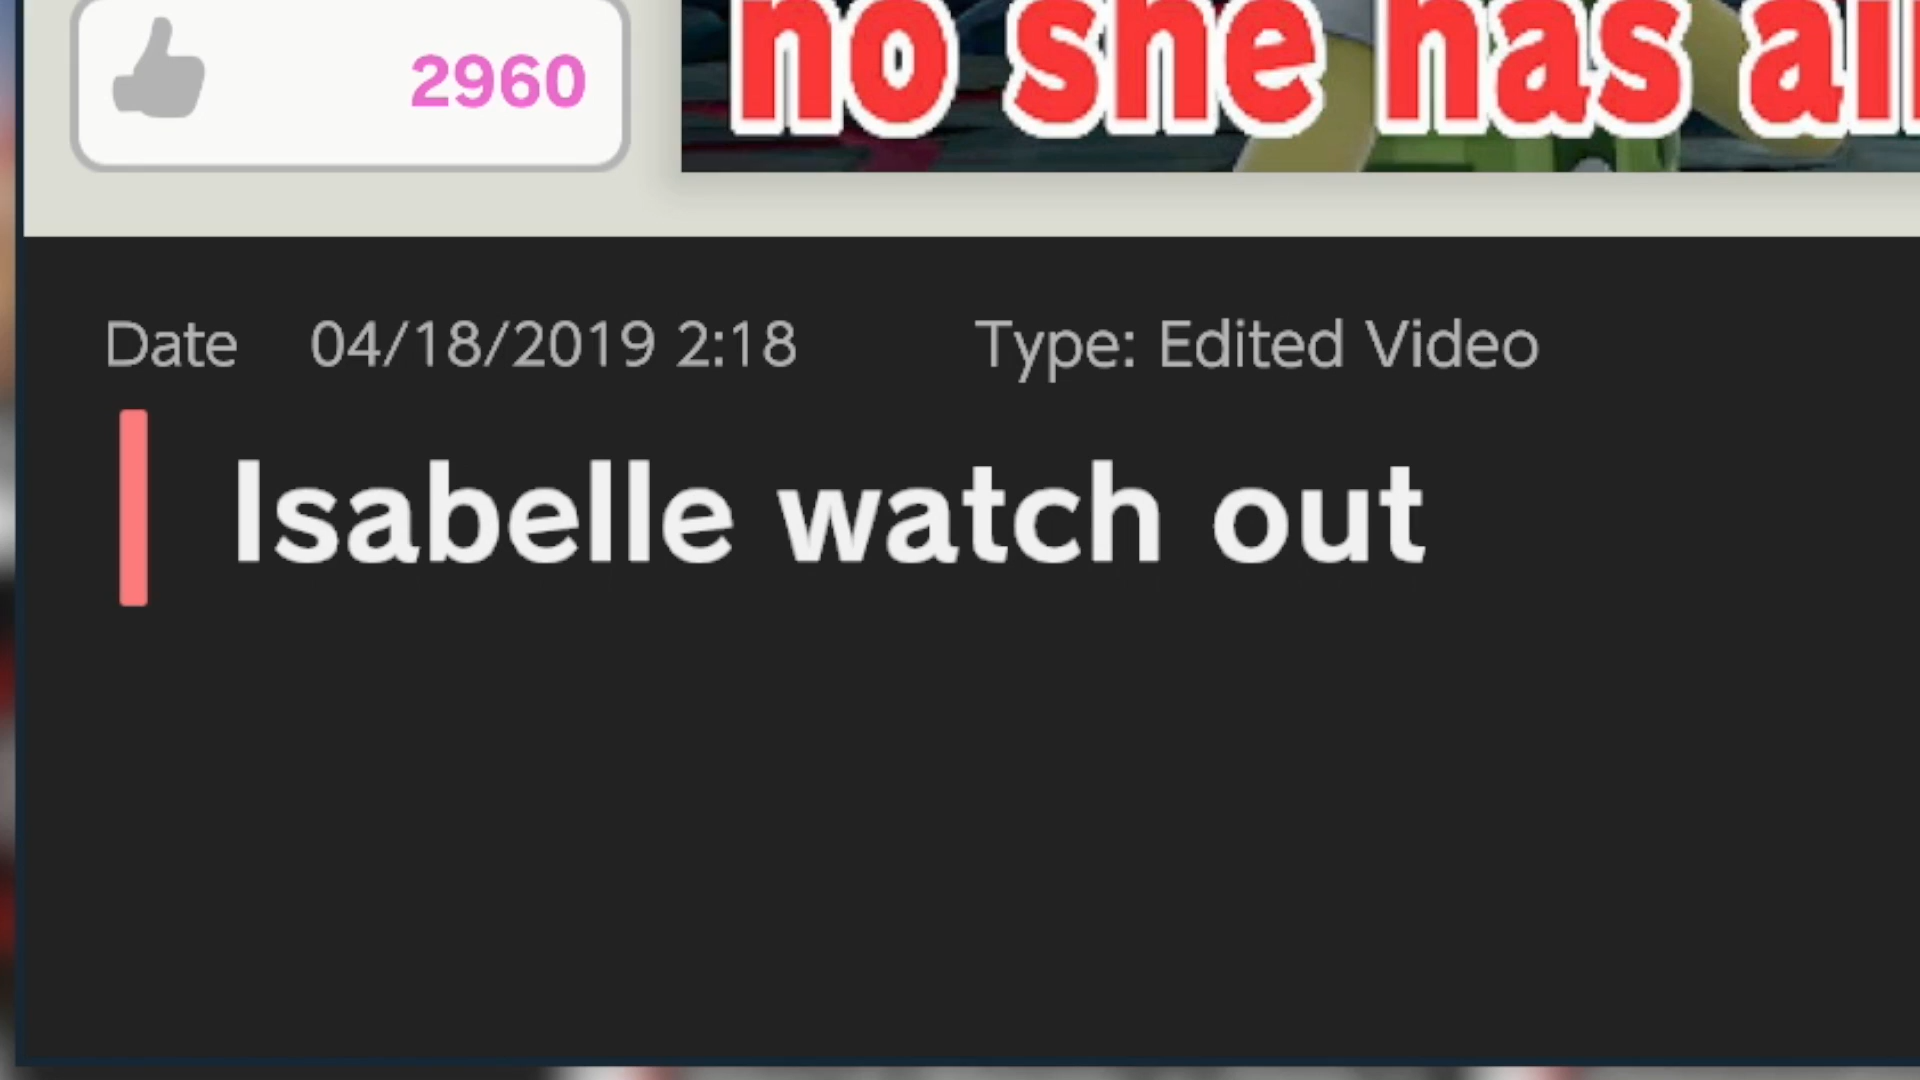 2960
no she has
Date 04/18/2019 2:18 Type: Edited Video
Isabelle watch out